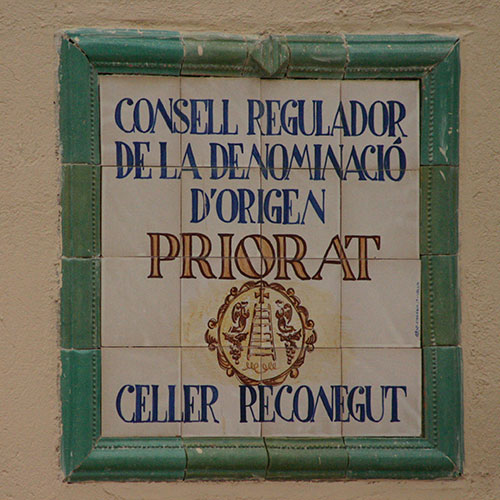 CONSELL REGULADOR
DE LA DENOMINACIÓ
D'ORIGEN
PRIORAT
CELLER RECONEGUT